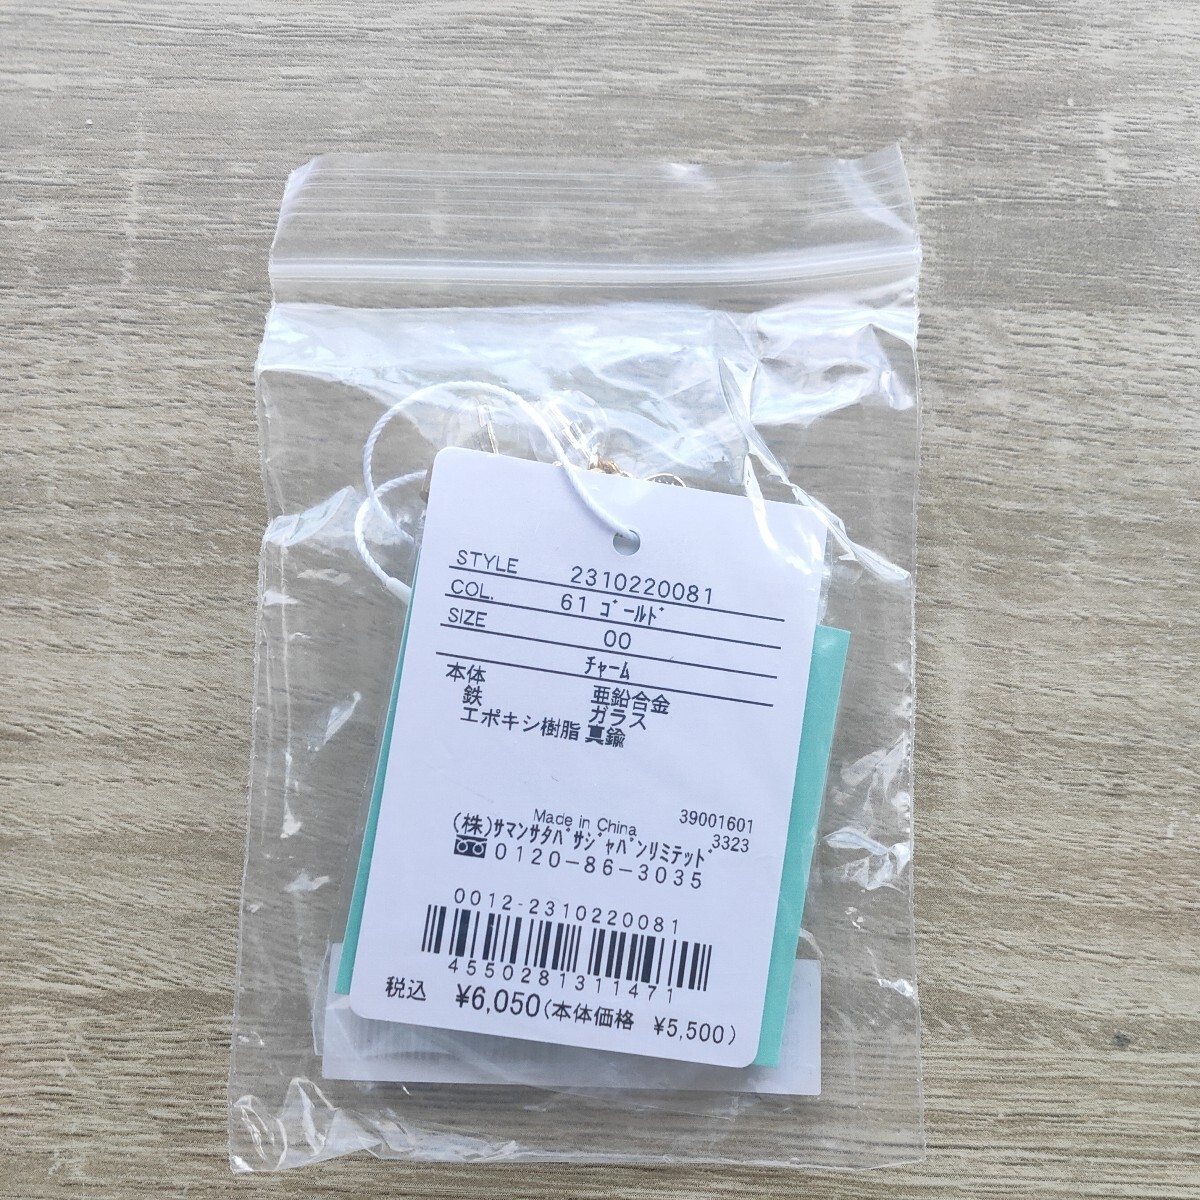 STYLE 2310220081
COL. 61 ｺﾞｰﾙﾄﾞ
SIZE 00
ﾁｬｰﾑ
本体 亜鉛合金
鉄 ガラス
エポキシ樹脂 真鍮
Made in China 39001601
(株)ｻﾏﾝｻﾀﾊﾞｻｼﾞｬﾊﾟﾝﾘﾐﾃｯﾄﾞ 3323
0120-86-3035
0012-2310220081
4550281311471
税込 ¥6,050(本体価格 ¥5,500)